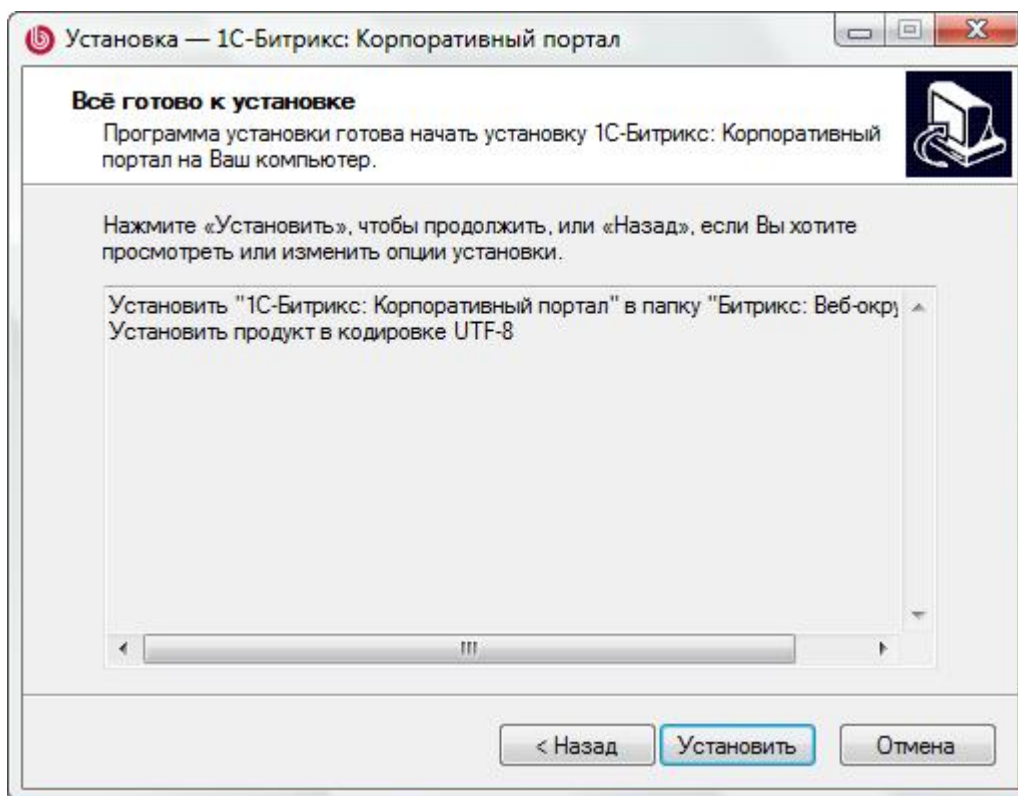 Установка — 1С-Битрикс: Корпоративный портал
Всё готово к установке
Программа установки готова начать установку 1С-Битрикс: Корпоративный
портал на Ваш компьютер.
Нажмите «Установить», чтобы продолжить, или «Назад», если Вы хотите
просмотреть или изменить опции установки.
Установить "1С-Битрикс: Корпоративный портал" в папку "Битрикс: Веб-окру
Установить продукт в кодировке UTF-8
< Назад
Установить
Отмена